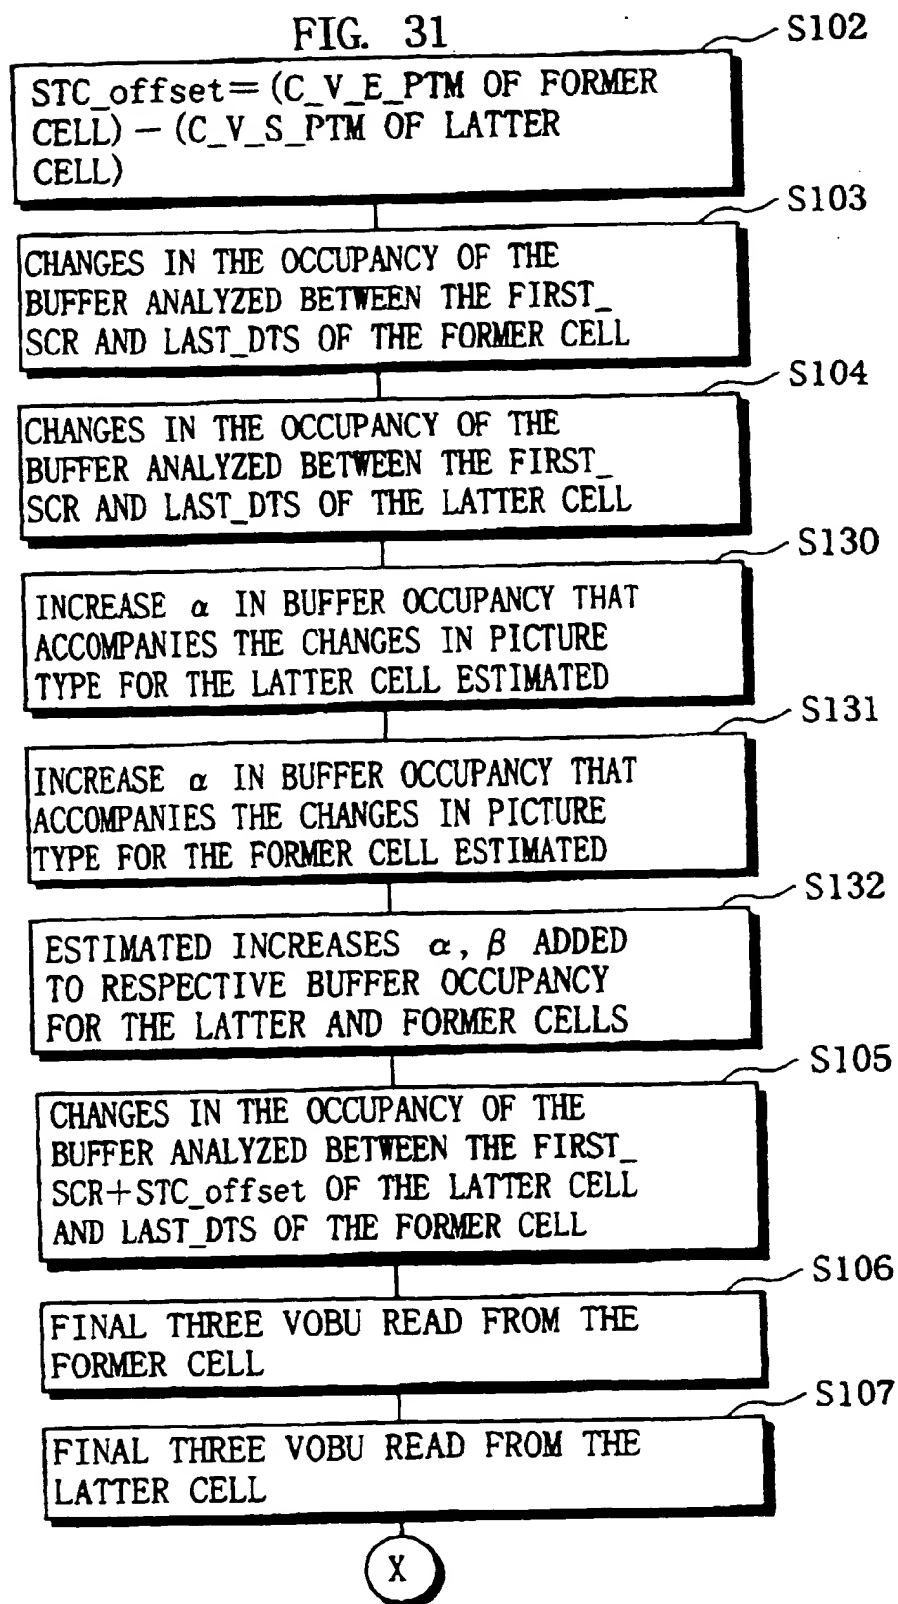 FIG. 31
S102
STC_offset=(C_V_E_PTM OF FORMER
CELL)-(C_V_S_PTM OF LATTER
CELL)
S103
CHANGES IN THE OCCUPANCY OF THE
BUFFER ANALYZED BETWEEN THE FIRST_
SCR AND LAST_DTS OF THE FORMER CELL
S104
CHANGES IN THE OCCUPANCY OF THE
BUFFER ANALYZED BETWEEN THE FIRST_
SCR AND LAST_DTS OF THE LATTER CELL
S130
INCREASE α IN BUFFER OCCUPANCY THAT
ACCOMPANIES THE CHANGES IN PICTURE
TYPE FOR THE LATTER CELL ESTIMATED
S131
INCREASE α IN BUFFER OCCUPANCY THAT
ACCOMPANIES THE CHANGES IN PICTURE
TYPE FOR THE FORMER CELL ESTIMATED
S132
ESTIMATED INCREASES α, β ADDED
TO RESPECTIVE BUFFER OCCUPANCY
FOR THE LATTER AND FORMER CELLS
S105
CHANGES IN THE OCCUPANCY OF THE
BUFFER ANALYZED BETWEEN THE FIRST_
SCR+STC_offset OF THE LATTER CELL
AND LAST_DTS OF THE FORMER CELL
S106
FINAL THREE VOBU READ FROM THE
FORMER CELL
S107
FINAL THREE VOBU READ FROM THE
LATTER CELL
X